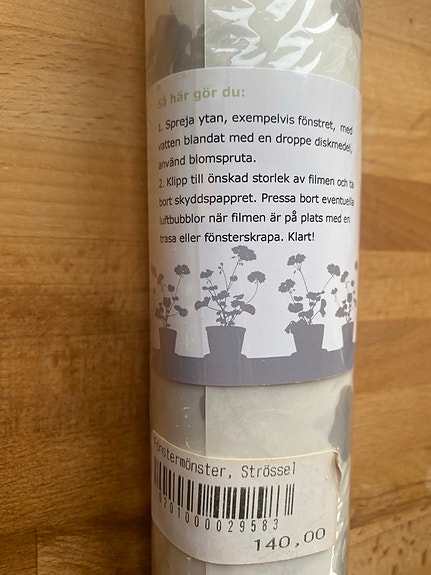 Så här gör du:
1. Spreja ytan, exempelvis fönstret, med
vatten blandat med en droppe diskmedel,
använd blomspruta.
2. Klipp till önskad storlek av filmen och ta
bort skyddspappret. Pressa bort eventuella
luftbubblor när filmen är på plats med en
trasa eller fönsterskrapa. Klart!
Fönstermönster, Strössel
8201000029583
140,00